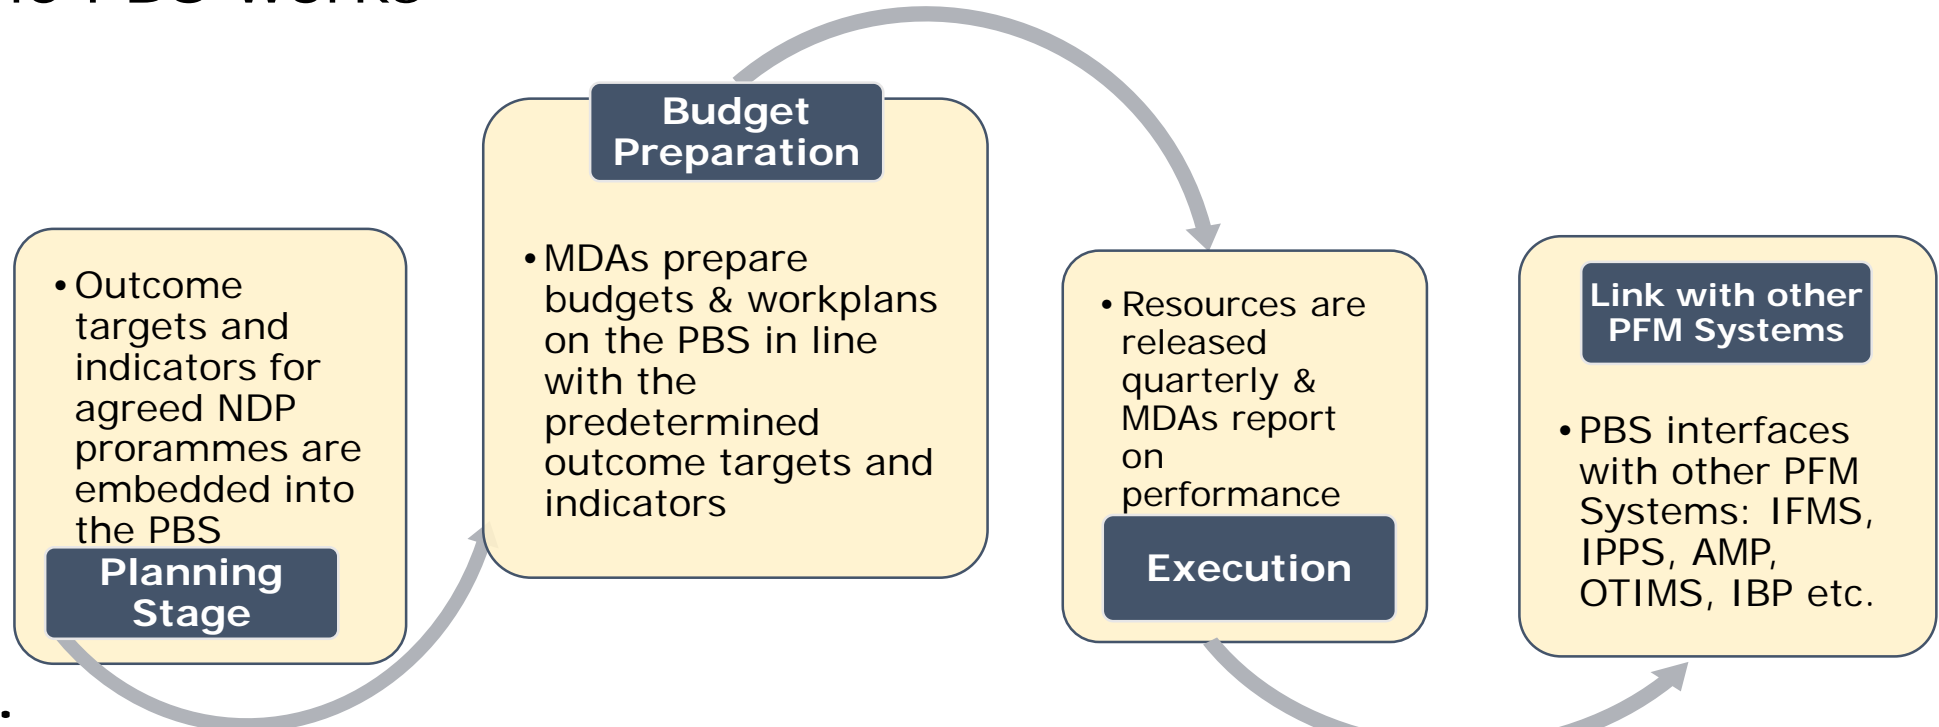 PBS works
• Outcome
targets and
indicators for
agreed NDP
prorammes are
embedded into
the PBS
Planning
Stage
Budget
Preparation
• MDAs prepare
budgets & workplans
on the PBS in line
with the
predetermined
outcome targets and
indicators
• Resources are
released
quarterly &
MDAs report
on
performance
Execution
Link with other
PFM Systems
• PBS interfaces
with other PFM
Systems: IFMS,
IPPS, AMP,
OTIMS, IBP etc.